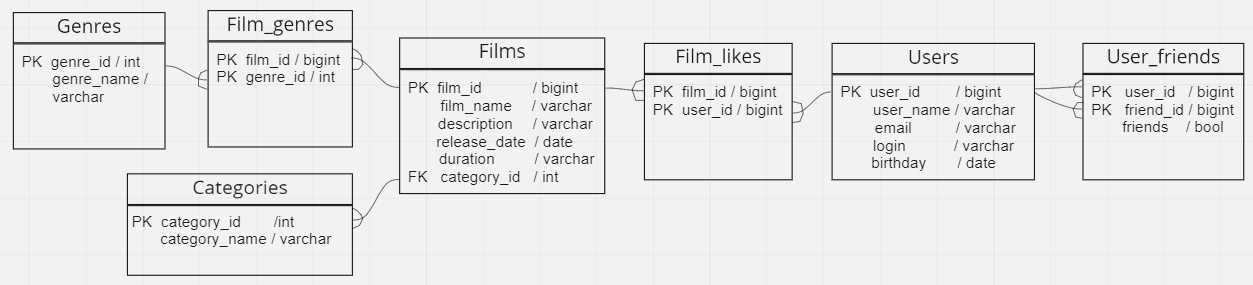 Genres
PK genre_id / int
genre_name /
varchar
Film_genres
PK film_id / bigint
PK genre_id / int
Films
PK film_id / bigint
film_name / varchar
description / varchar
release_date / date
duration / varchar
FK category_id / int
Film_likes
PK film_id / bigint
PK user_id / bigint
Users
PK user_id / bigint
user_name / varchar
email / varchar
login / varchar
birthday / date
User_friends
PK user_id / bigint
PK friend_id / bigint
friends / bool
Categories
PK category_id /int
category_name / varchar